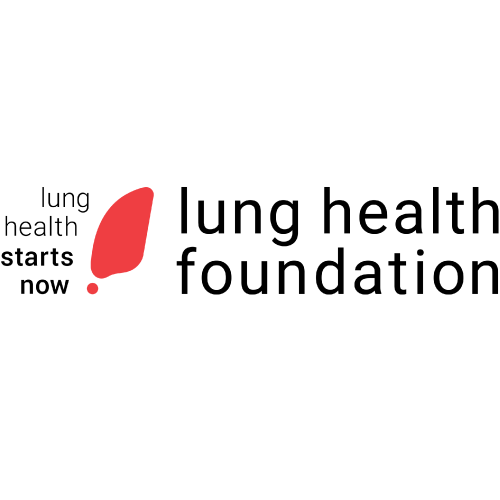 lung
health
starts
now
lung health
foundation